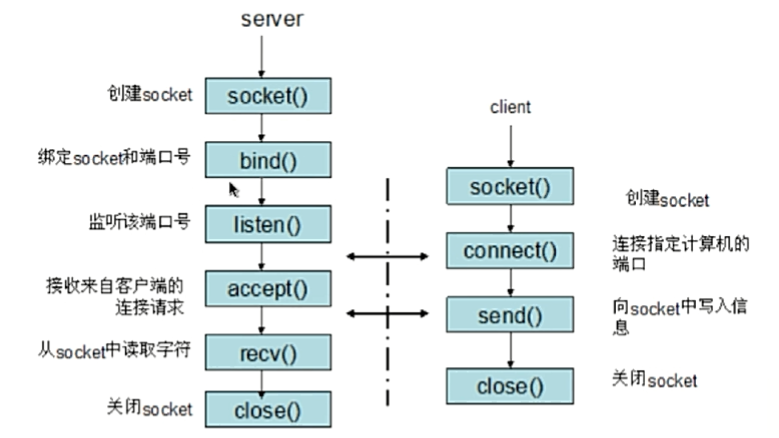 server
创建socket
socket()
绑定socket和端口号
bind()
监听该端口号
listen()
接收来自客户端的
连接请求
accept()
从socket中读取字符
recv()
关闭socket
close()
client
socket()
创建socket
connect()
连接指定计算机的
端口
send()
向socket中写入信
息
close()
关闭socket